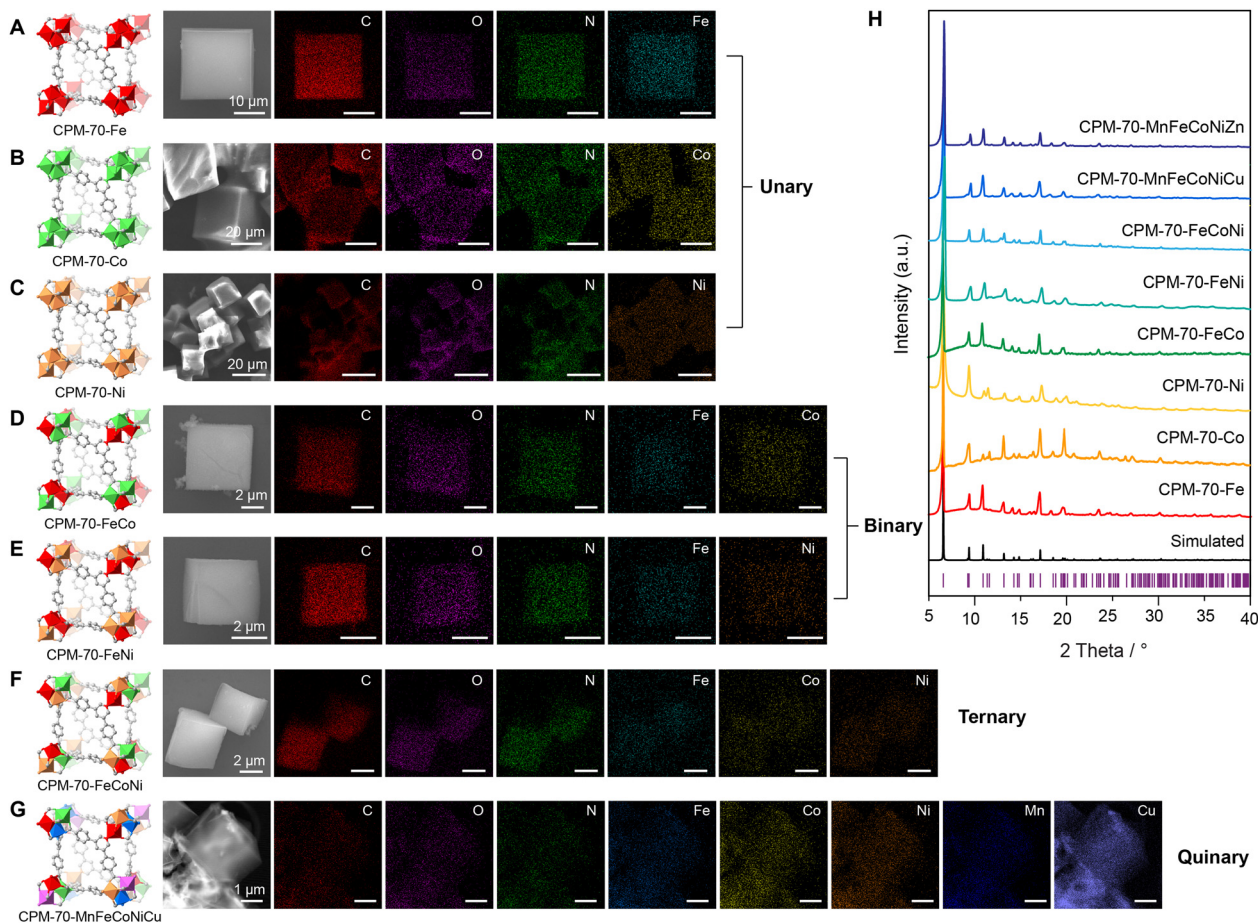 A
C
O
N
Fe
10 µm
CPM-70-Fe
B
C
O
N
Co
20 µm
CPM-70-Co
Unary
C
C
O
N
Ni
20 µm
CPM-70-Ni
D
C
O
N
Fe
Co
2 µm
CPM-70-FeCo
Binary
E
C
O
N
Fe
Ni
2 µm
CPM-70-FeNi
F
C
O
N
Fe
Co
Ni
2 µm
CPM-70-FeCoNi
Ternary
G
C
O
N
Fe
Co
Ni
Mn
Cu
1 µm
CPM-70-MnFeCoNiCu
Quinary
H
Intensity (a.u.)
CPM-70-MnFeCoNiZn
CPM-70-MnFeCoNiCu
CPM-70-FeCoNi
CPM-70-FeNi
CPM-70-FeCo
CPM-70-Ni
CPM-70-Co
CPM-70-Fe
Simulated
5 10 15 20 25 30 35 40
2 Theta / °